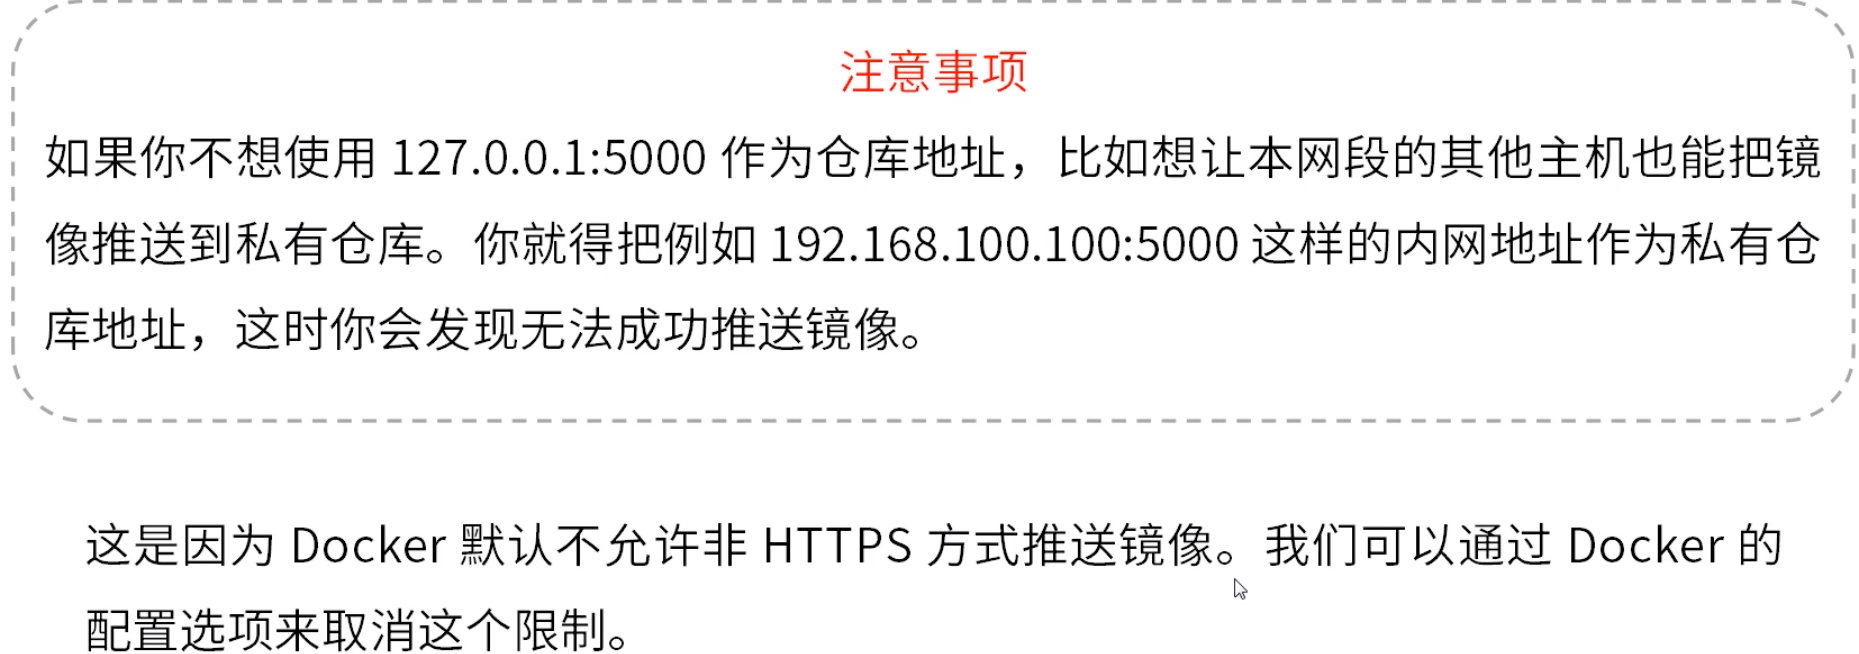 注意事项
如果你不想使用 127.0.0.1:5000 作为仓库地址，比如想让本网段的其他主机也能把镜
像推送到私有仓库。你就得把例如 192.168.100.100:5000 这样的内网地址作为私有仓
库地址，这时你会发现无法成功推送镜像。
这是因为 Docker 默认不允许非 HTTPS 方式推送镜像。我们可以通过 Docker 的
配置选项来取消这个限制。